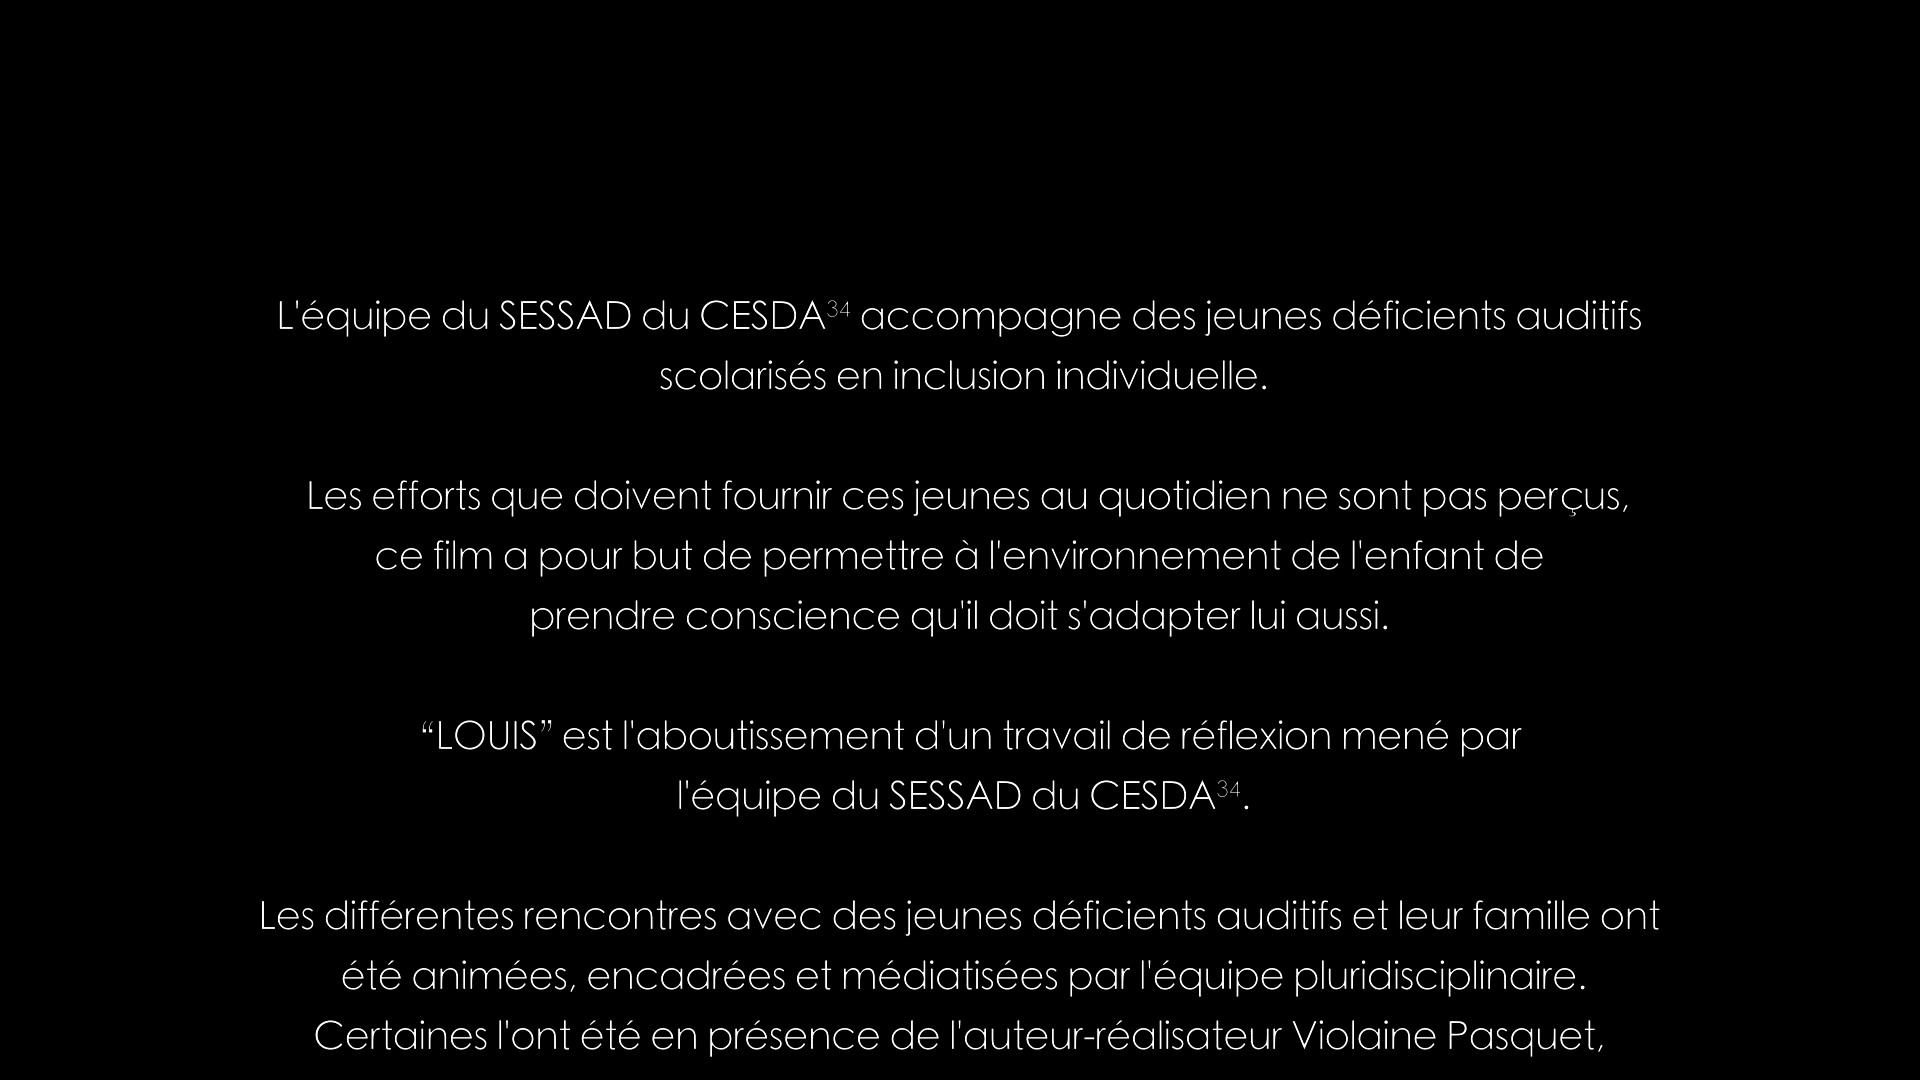 L'équipe du SESSAD du CESDA³⁴ accompagne des jeunes déficients auditifs
scolarisés en inclusion individuelle.
Les efforts que doivent fournir ces jeunes au quotidien ne sont pas perçus,
ce film a pour but de permettre à l'environnement de l'enfant de
prendre conscience qu'il doit s'adapter lui aussi.
“LOUIS” est l'aboutissement d'un travail de réflexion mené par
l'équipe du SESSAD du CESDA³⁴.
Les différentes rencontres avec des jeunes déficients auditifs et leur famille ont
été animées, encadrées et médiatisées par l'équipe pluridisciplinaire.
Certaines l'ont été en présence de l'auteur-réalisateur Violaine Pasquet,